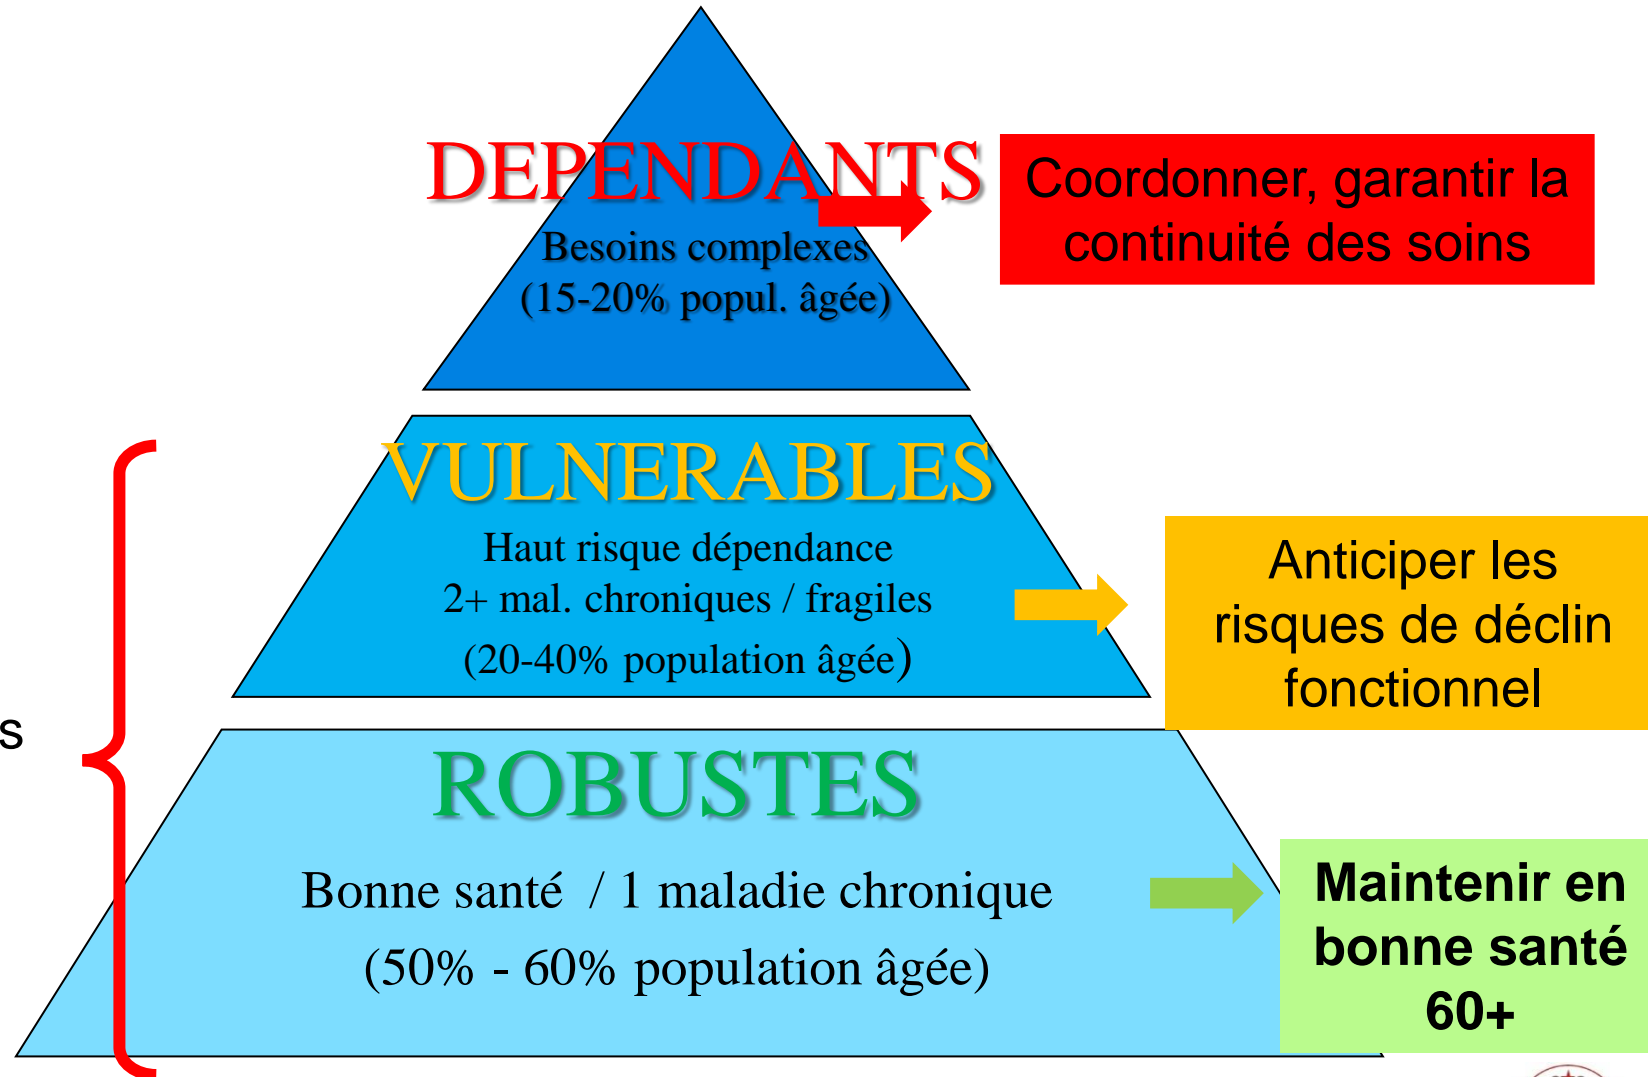 DEPENDANTS
Besoins complexes
(15-20% popul. âgée)
Coordonner, garantir la
continuité des soins
VULNERABLES
Haut risque dépendance
2+ mal. chroniques / fragiles
(20-40% population âgée)
Anticiper les
risques de déclin
fonctionnel
s
ROBUSTES
Bonne santé / 1 maladie chronique
(50% - 60% population âgée)
Maintenir en
bonne santé
60+